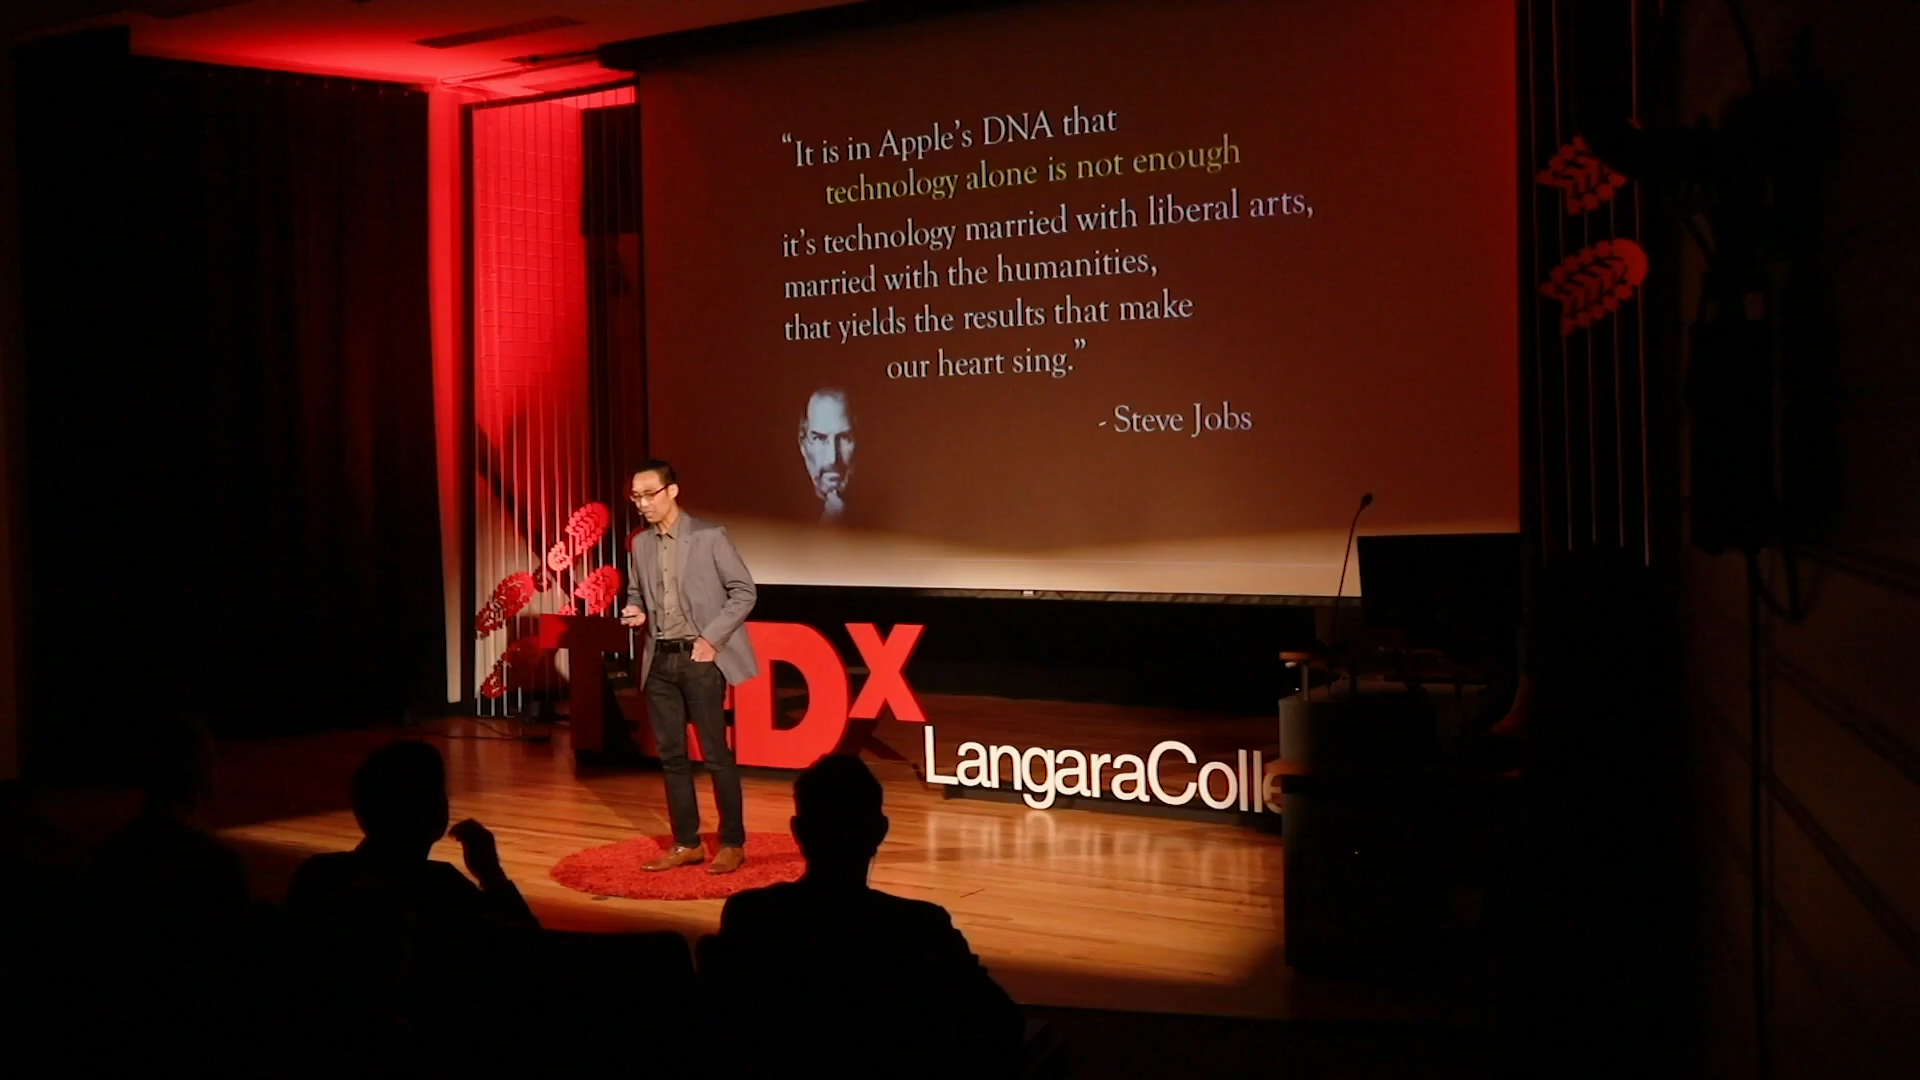 “It is in Apple’s DNA that
technology alone is not enough
it’s technology married with liberal arts,
married with the humanities,
that yields the results that make
our heart sing.”
- Steve Jobs
TEDx
LangaraColle